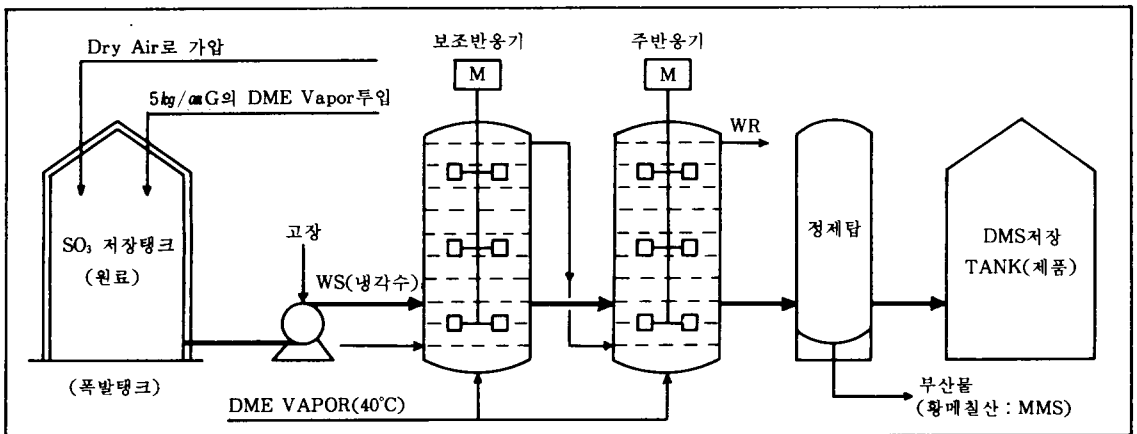 Dry Air로 가압
5㎏/㎠G의 DME Vapor투입
SO₃ 저장탱크
(원료)
(폭발탱크)
고장
WS(냉각수)
보조반응기
M
주반응기
M
WR
정제탑
DMS저장
TANK(제품)
DME VAPOR(40°C)
부산물
(황메칠산 : MMS)